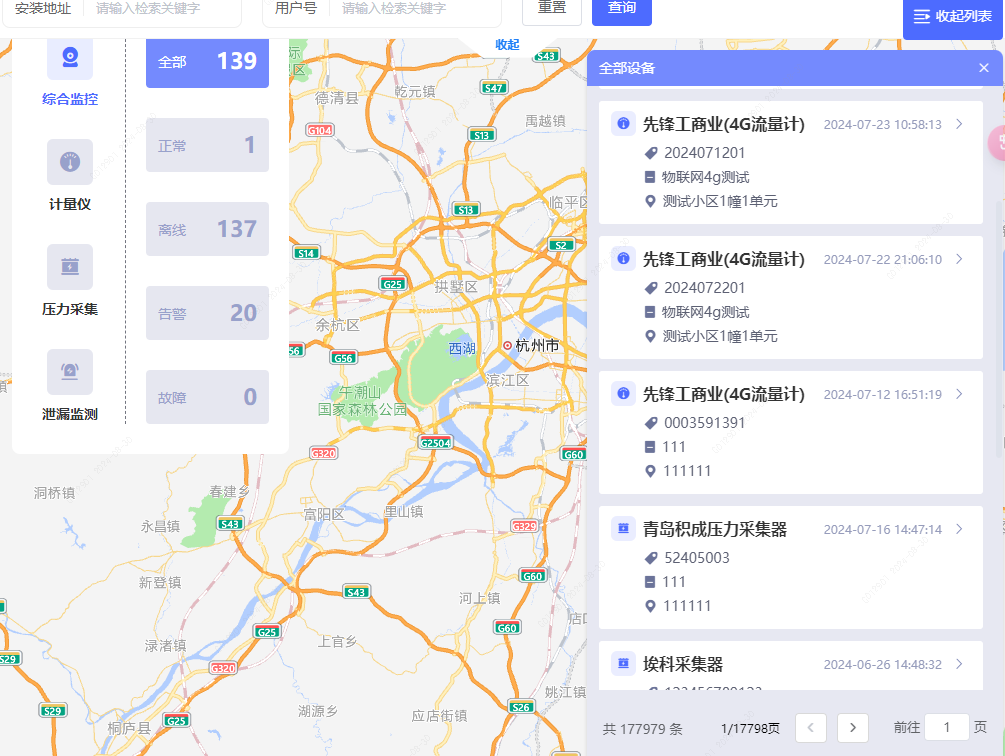 安装地址 请输入检索关键字 用户号 请输入检索关键字 重置 查询 收起列表
收起
综合监控
计量仪
压力采集
泄漏监测
全部 139
正常 1
离线 137
告警 20
故障 0
德清县
乾元镇
禹越镇
临平区
拱墅区
余杭区
西湖
杭州市
滨江区
午潮山
国家森林公园
洞桥镇
春建乡
永昌镇
富阳区
里山镇
新登镇
河上镇
渌渚镇
上官乡
湖源乡
应店街镇
姚江镇
桐庐县
S43
S47
G104
S13
S13
S2
S14
G25
G56
G2504
G320
G60
S43
G329
G60
S43
G25
G60
G320
S29
S29
G25
S26
全部设备
先锋工商业(4G流量计) 2024-07-23 10:58:13
2024071201
物联网4g测试
测试小区1幢1单元
先锋工商业(4G流量计) 2024-07-22 21:06:10
2024072201
物联网4g测试
测试小区1幢1单元
先锋工商业(4G流量计) 2024-07-12 16:51:19
0003591391
111
111111
青岛积成压力采集器 2024-07-16 14:47:14
52405003
111
111111
埃科采集器 2024-06-26 14:48:32
共 177979 条 1/17798页 前往 1 页